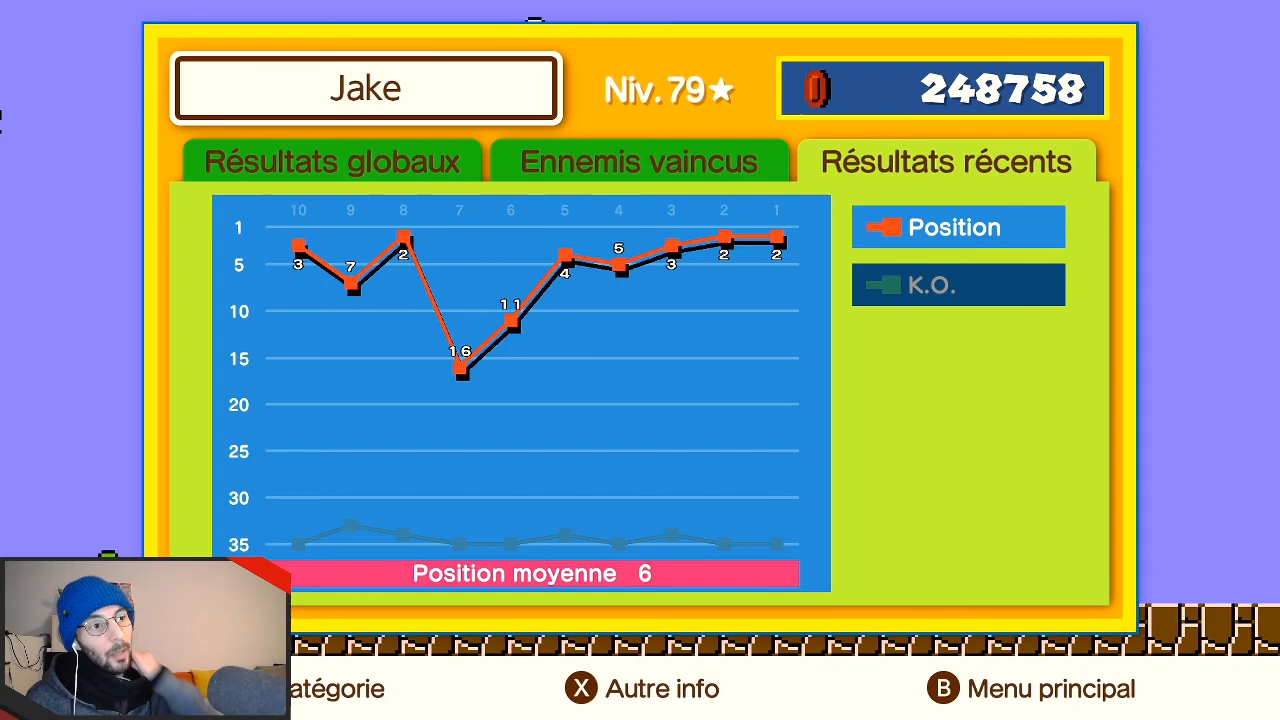 Jake
Niv. 79★
248758
Résultats globaux
Ennemis vaincus
Résultats récents
10 9 8 7 6 5 4 3 2 1
1
5
10
15
20
25
30
35
3 7 2 16 11 4 5 3 2 2
Position
K.O.
Position moyenne 6
atégorie
X Autre info
B Menu principal